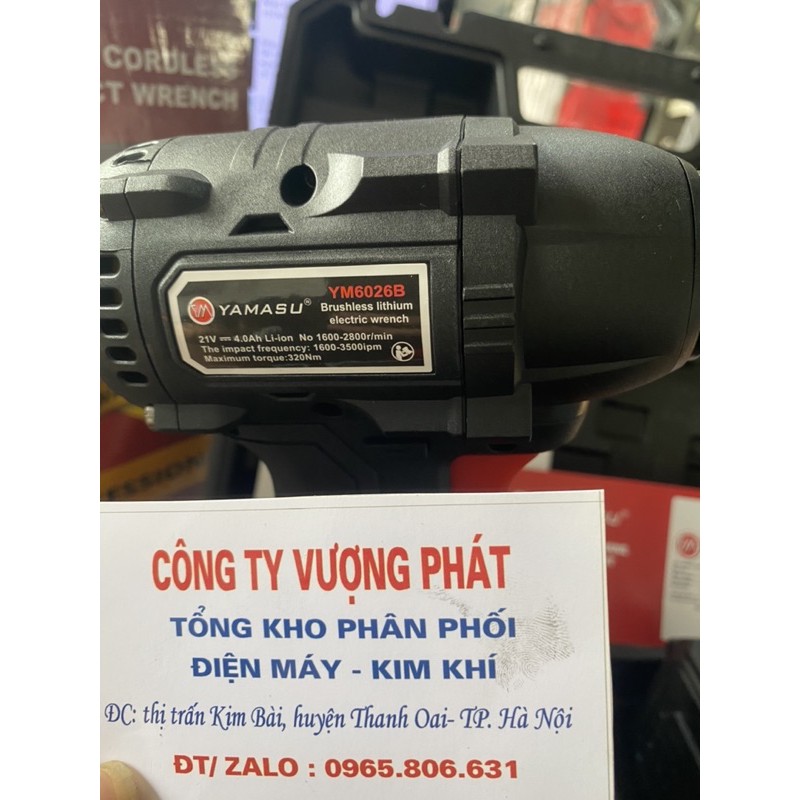 CORDLESS
CT WRENCH
YAMASU®
YM6026B
Brushless lithium
electric wrench
21V ⎓ 4.0Ah Li-ion No 1600-2800r/min
The impact frequency: 1600-3500ipm
Maximum torque:320Nm
ESSION
CÔNG TY VƯỢNG PHÁT
TỔNG KHO PHÂN PHỐI
ĐIỆN MÁY - KIM KHÍ
ĐC: thị trấn Kim Bài, huyện Thanh Oai- TP. Hà Nội
ĐT/ ZALO : 0965.806.631